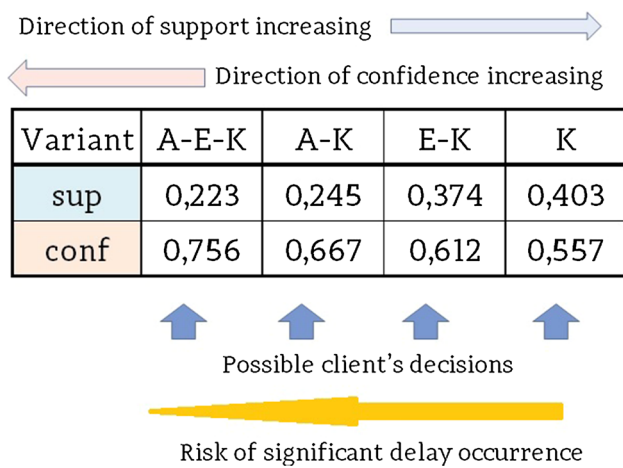 Direction of support increasing
Direction of confidence increasing
Variant A-E-K A-K E-K K
sup 0,223 0,245 0,374 0,403
conf 0,756 0,667 0,612 0,557
Possible client's decisions
Risk of significant delay occurrence